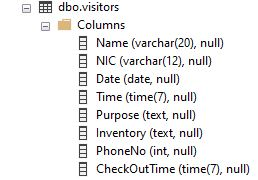 dbo.visitors
Columns
Name (varchar(20), null)
NIC (varchar(12), null)
Date (date, null)
Time (time(7), null)
Purpose (text, null)
Inventory (text, null)
PhoneNo (int, null)
CheckOutTime (time(7), null)